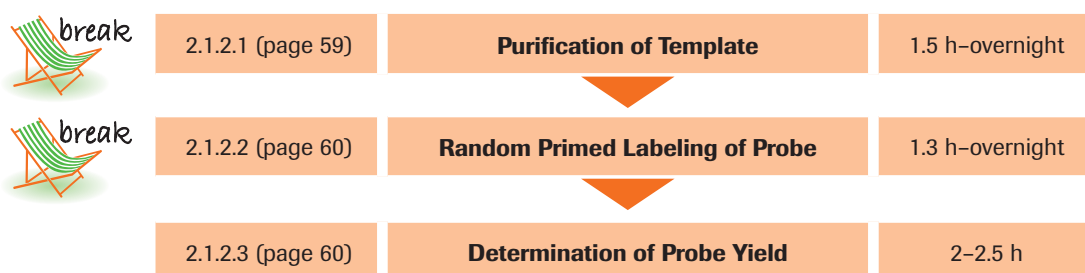 break
2.1.2.1 (page 59) Purification of Template 1.5 h–overnight
break
2.1.2.2 (page 60) Random Primed Labeling of Probe 1.3 h–overnight
2.1.2.3 (page 60) Determination of Probe Yield 2–2.5 h